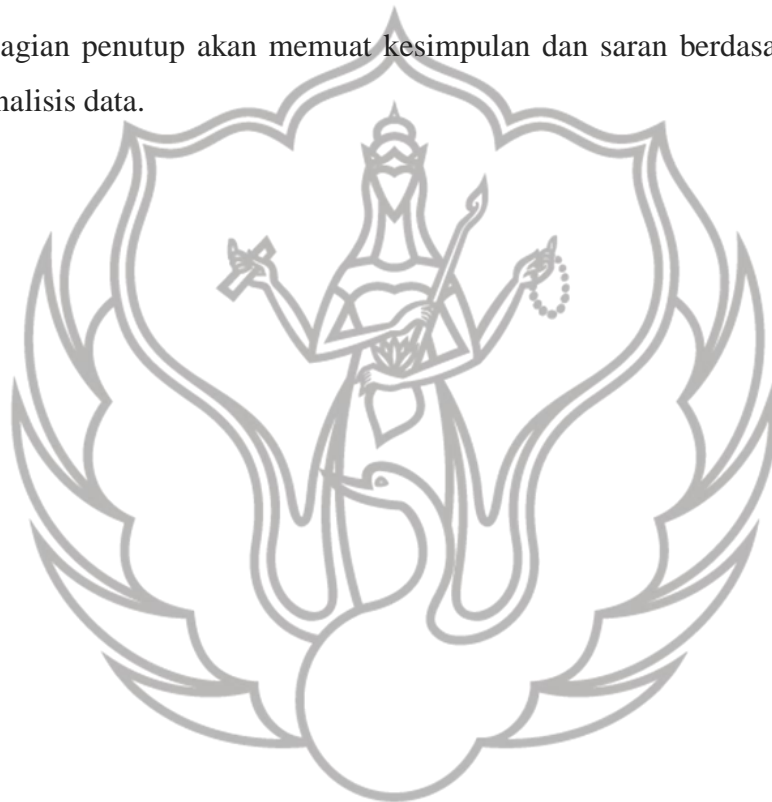 agian penutup akan memuat kesimpulan dan saran berdasa
nalisis data.